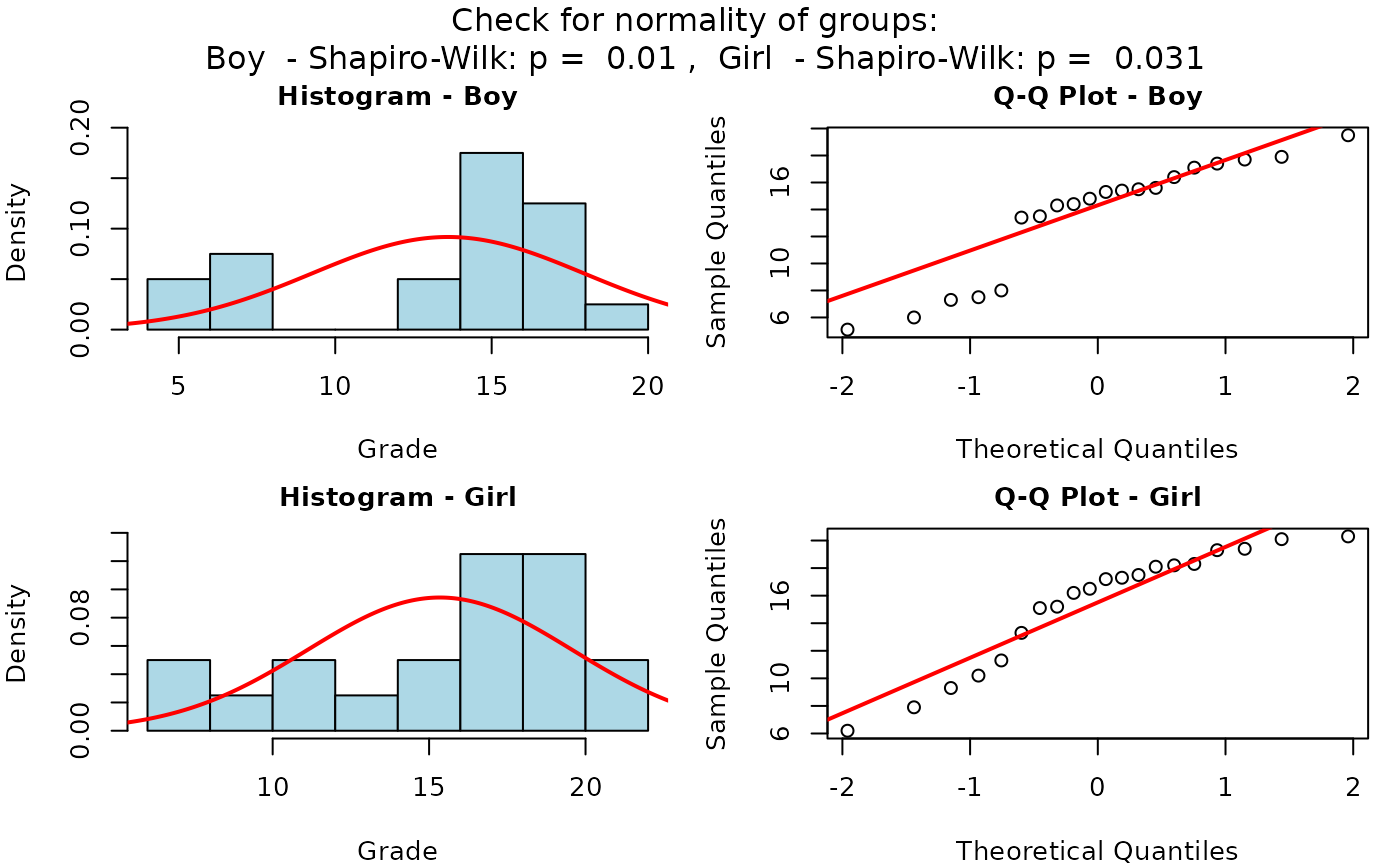 Check for normality of groups:
Boy - Shapiro-Wilk: p = 0.01 , Girl - Shapiro-Wilk: p = 0.031
Histogram - Boy
Density
0.00 0.10 0.20
5 10 15 20
Grade
Q-Q Plot - Boy
Sample Quantiles
6 10 16
-2 -1 0 1 2
Theoretical Quantiles
Histogram - Girl
Density
0.00 0.08
10 15 20
Grade
Q-Q Plot - Girl
Sample Quantiles
6 10 16
-2 -1 0 1 2
Theoretical Quantiles